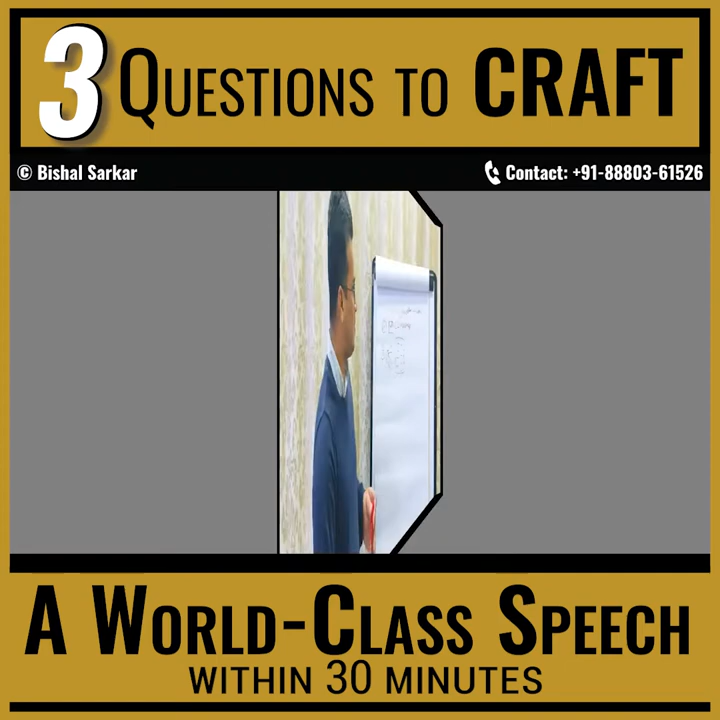 3 Questions to CRAFT
© Bishal Sarkar
Contact: +91-88803-61526
A World-Class Speech
within 30 minutes